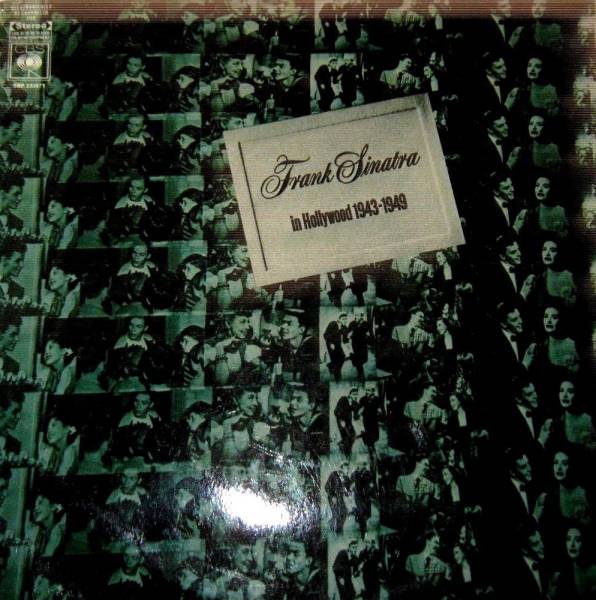 Stereo
CBS
Frank Sinatra
in Hollywood 1943-1949